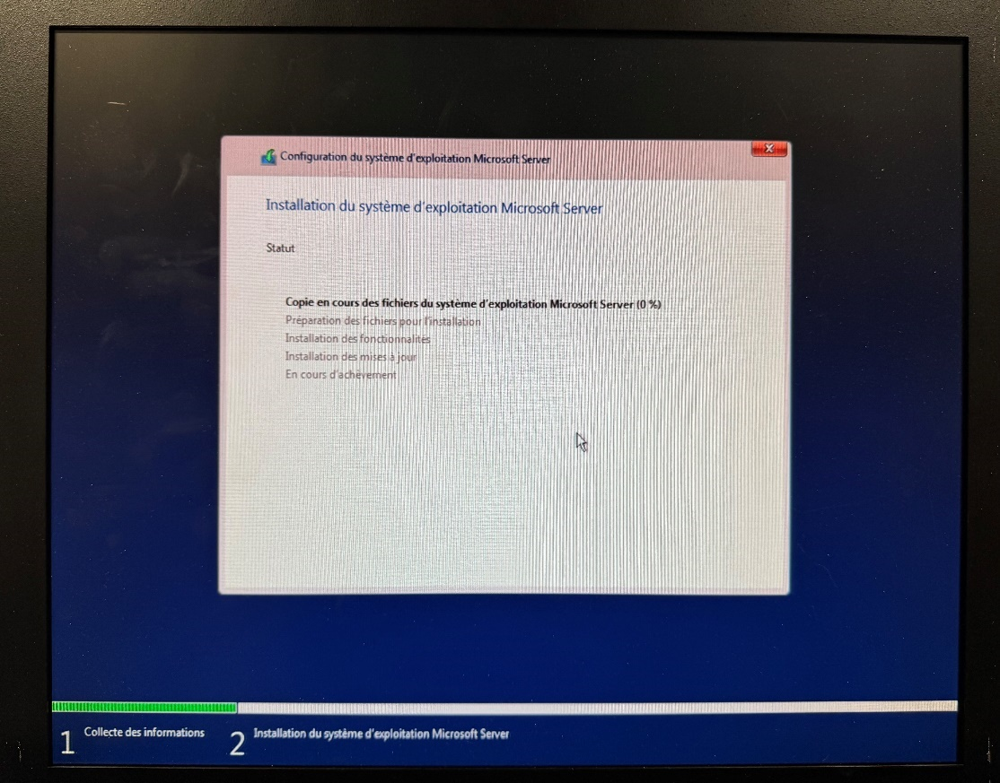 Configuration du système d'exploitation Microsoft Server
Installation du système d'exploitation Microsoft Server
Statut
Copie en cours des fichiers du système d'exploitation Microsoft Server (0 %)
Préparation des fichiers pour l'installation
Installation des fonctionnalités
Installation des mises à jour
En cours d'achèvement
1 Collecte des informations
2 Installation du système d'exploitation Microsoft Server